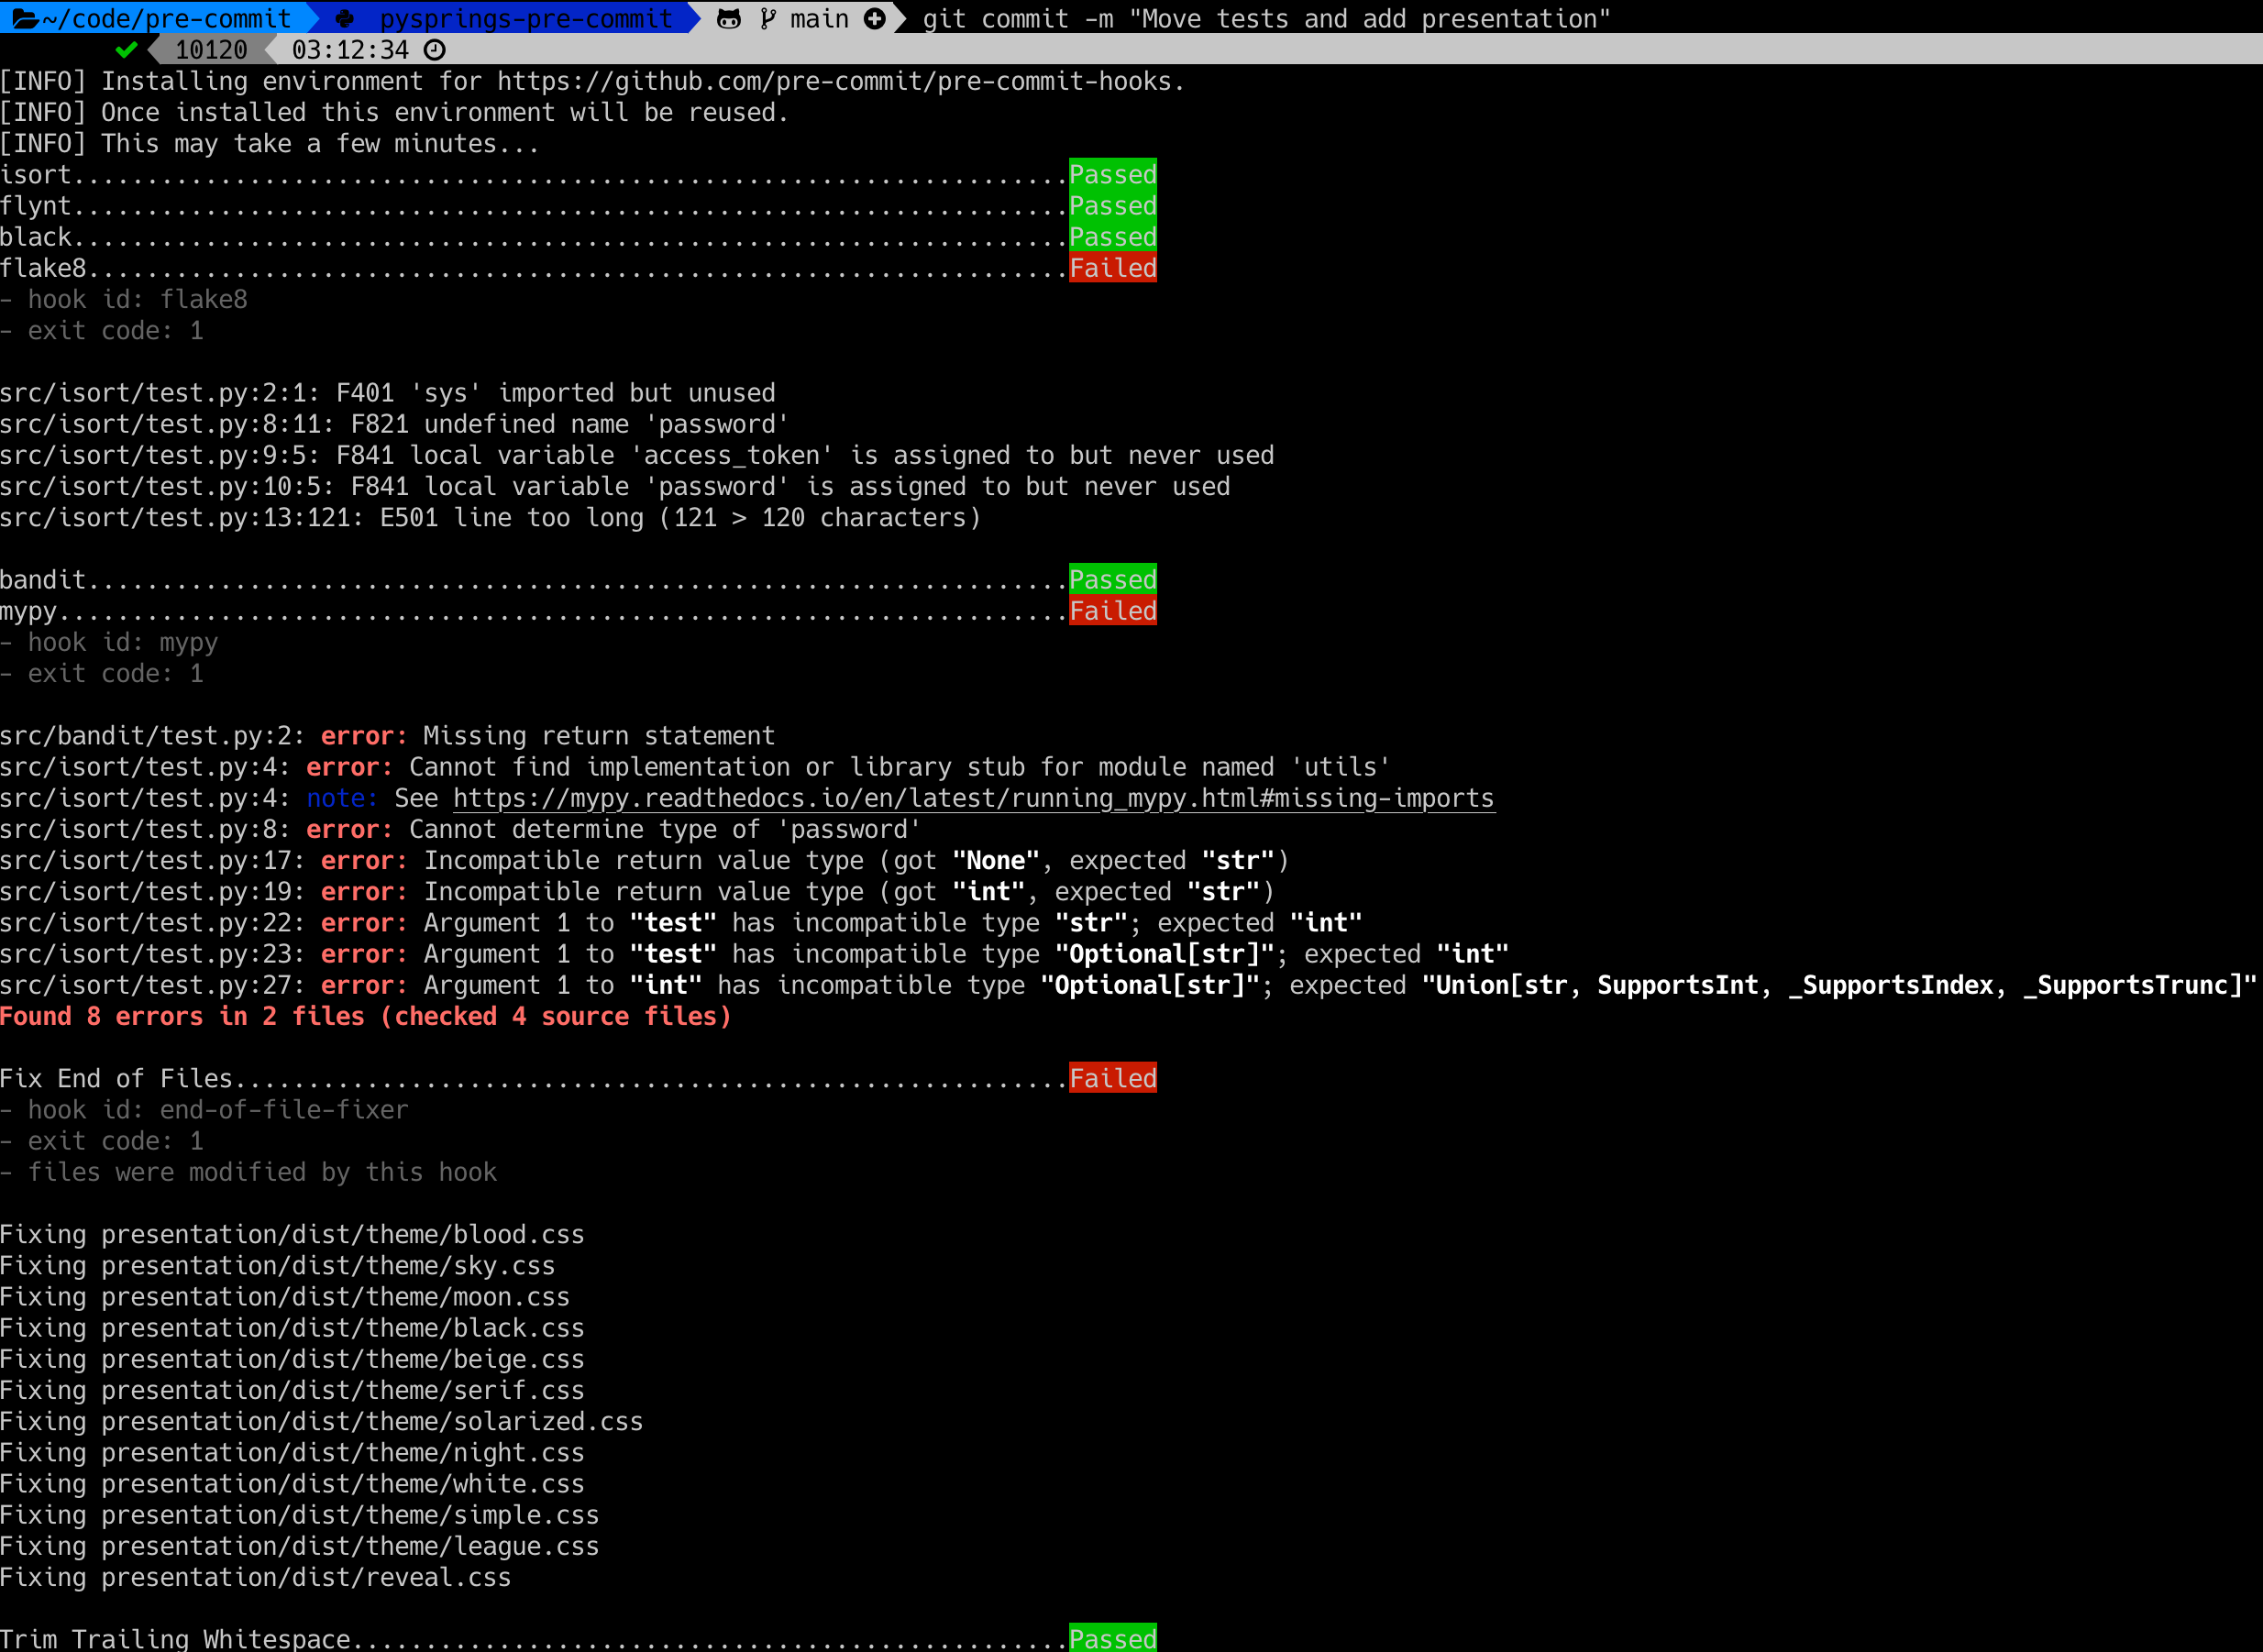 ~/code/pre-commit pysprings-pre-commit main git commit -m "Move tests and add presentation"
10120 03:12:34
[INFO] Installing environment for https://github.com/pre-commit/pre-commit-hooks.
[INFO] Once installed this environment will be reused.
[INFO] This may take a few minutes...
isort....................................................................Passed
flynt....................................................................Passed
black....................................................................Passed
flake8...................................................................Failed
- hook id: flake8
- exit code: 1
src/isort/test.py:2:1: F401 'sys' imported but unused
src/isort/test.py:8:11: F821 undefined name 'password'
src/isort/test.py:9:5: F841 local variable 'access_token' is assigned to but never used
src/isort/test.py:10:5: F841 local variable 'password' is assigned to but never used
src/isort/test.py:13:121: E501 line too long (121 > 120 characters)
bandit...................................................................Passed
mypy.....................................................................Failed
- hook id: mypy
- exit code: 1
src/bandit/test.py:2: error: Missing return statement
src/isort/test.py:4: error: Cannot find implementation or library stub for module named 'utils'
src/isort/test.py:4: note: See https://mypy.readthedocs.io/en/latest/running_mypy.html#missing-imports
src/isort/test.py:8: error: Cannot determine type of 'password'
src/isort/test.py:17: error: Incompatible return value type (got "None", expected "str")
src/isort/test.py:19: error: Incompatible return value type (got "int", expected "str")
src/isort/test.py:22: error: Argument 1 to "test" has incompatible type "str"; expected "int"
src/isort/test.py:23: error: Argument 1 to "test" has incompatible type "Optional[str]"; expected "int"
src/isort/test.py:27: error: Argument 1 to "int" has incompatible type "Optional[str]"; expected "Union[str, SupportsInt, _SupportsIndex, _SupportsTrunc]"
Found 8 errors in 2 files (checked 4 source files)
Fix End of Files.........................................................Failed
- hook id: end-of-file-fixer
- exit code: 1
- files were modified by this hook
Fixing presentation/dist/theme/blood.css
Fixing presentation/dist/theme/sky.css
Fixing presentation/dist/theme/moon.css
Fixing presentation/dist/theme/black.css
Fixing presentation/dist/theme/beige.css
Fixing presentation/dist/theme/serif.css
Fixing presentation/dist/theme/solarized.css
Fixing presentation/dist/theme/night.css
Fixing presentation/dist/theme/white.css
Fixing presentation/dist/theme/simple.css
Fixing presentation/dist/theme/league.css
Fixing presentation/dist/reveal.css
Trim Trailing Whitespace.................................................Passed